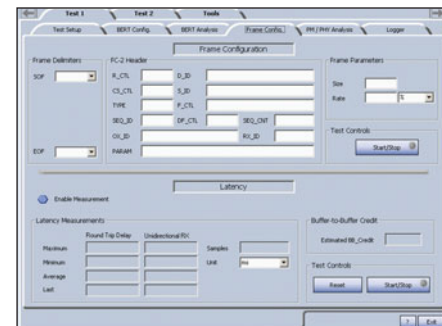 Test 1 Test 2 Tools
Test Setup BERT Config. BERT Analysis Frame Config. PM / PHY Analysis Logger
Frame Configuration
Frame Delimiters FC-2 Header Frame Parameters
SOF R_CTL D_ID
CS_CTL S_ID Size
TYPE F_CTL Rate %
SEQ_ID DF_CTL SEQ_CNT
OX_ID RX_ID Test Controls
EOF PARAM Start/Stop
Latency
Enable Measurement
Latency Measurements Buffer-to-Buffer Credit
Round Trip Delay Unidirectional RX
Maximum Samples Estimated BB_Credit
Minimum Unit ms
Average Test Controls
Last Reset Start/Stop
? Exit